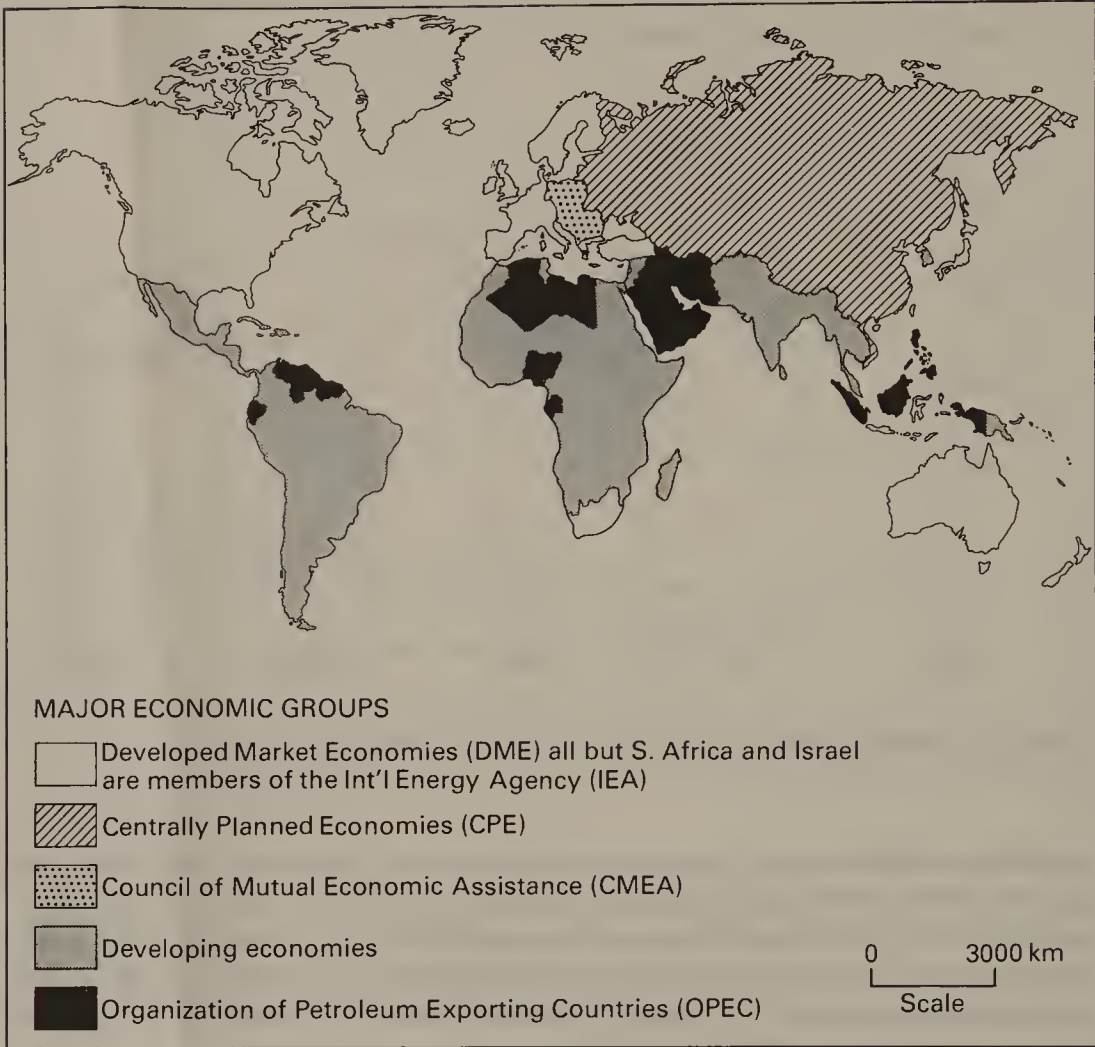 MAJOR ECONOMIC GROUPS
Developed Market Economies (DME) all but S. Africa and Israel
are members of the Int'l Energy Agency (IEA)
Centrally Planned Economies (CPE)
Council of Mutual Economic Assistance (CMEA)
Developing economies
Organization of Petroleum Exporting Countries (OPEC)
0 3000 km
Scale